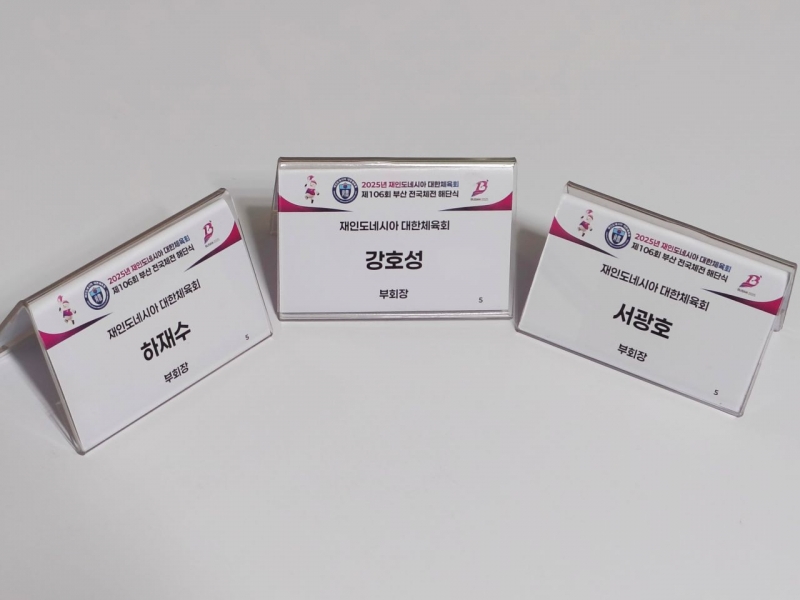 2025년 재인도네시아 대한체육회
제106회 부산 전국체전 해단식
재인도네시아 대한체육회
하재수
부회장
S
2025년 재인도네시아 대한체육회
제106회 부산 전국체전 해단식
재인도네시아 대한체육회
강호성
부회장
S
2025년 재인도네시아 대한체육회
제106회 부산 전국체전 해단식
재인도네시아 대한체육회
서광호
부회장
S